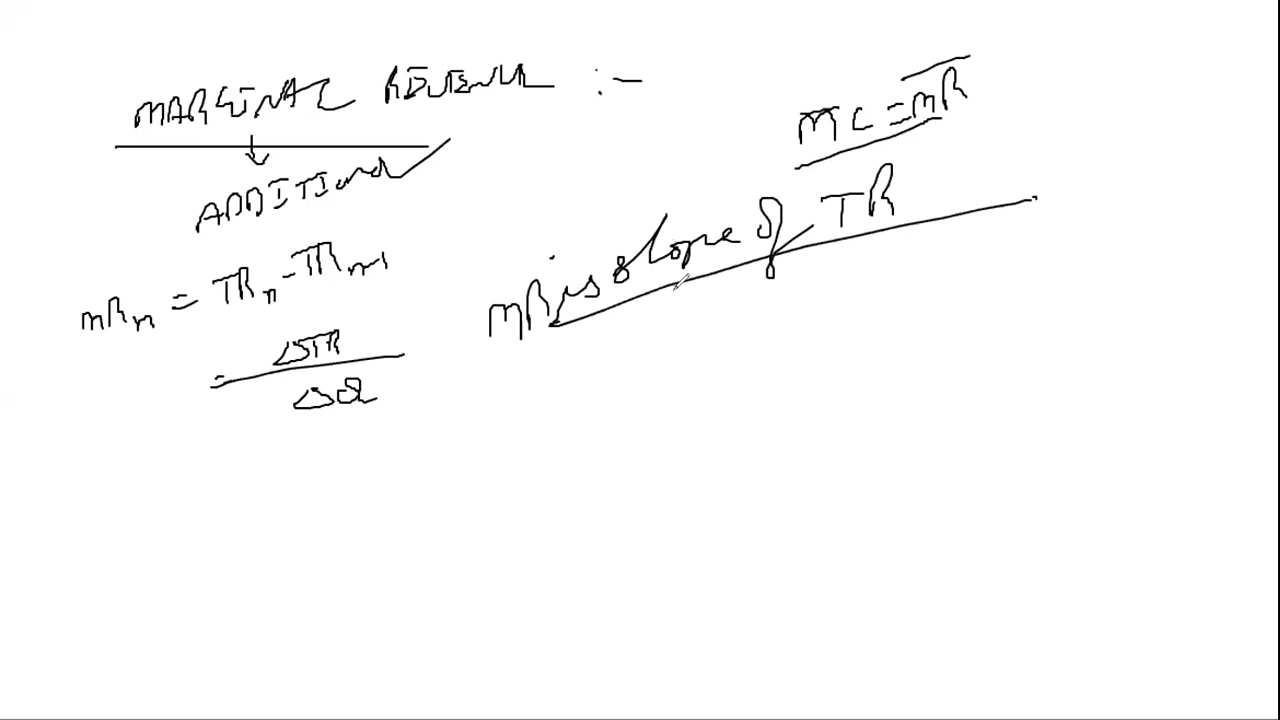 MARGINAL REVENUE :-
ADDITIONAL
MRn = TRn - TRn-1
= ΔTR
ΔQ
MC = MR
MR is slope of TR